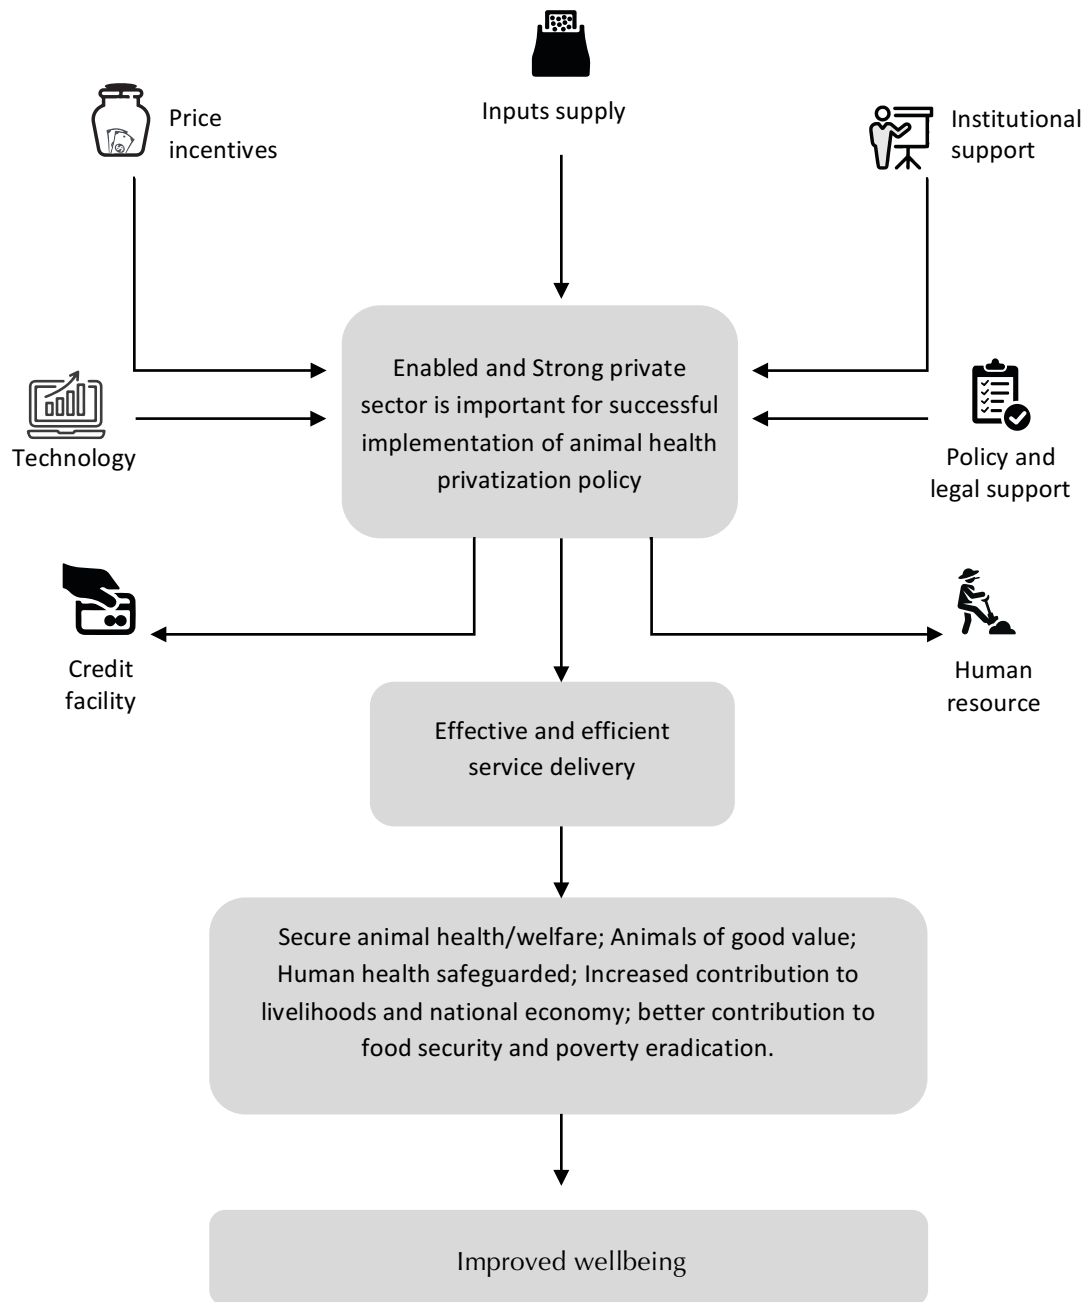 Inputs supply
Price
incentives
Institutional
support
Enabled and Strong private
sector is important for successful
implementation of animal health
privatization policy
Technology
Policy and
legal support
Credit
facility
Human
resource
Effective and efficient
service delivery
Secure animal health/welfare; Animals of good value;
Human health safeguarded; Increased contribution to
livelihoods and national economy; better contribution to
food security and poverty eradication.
Improved wellbeing